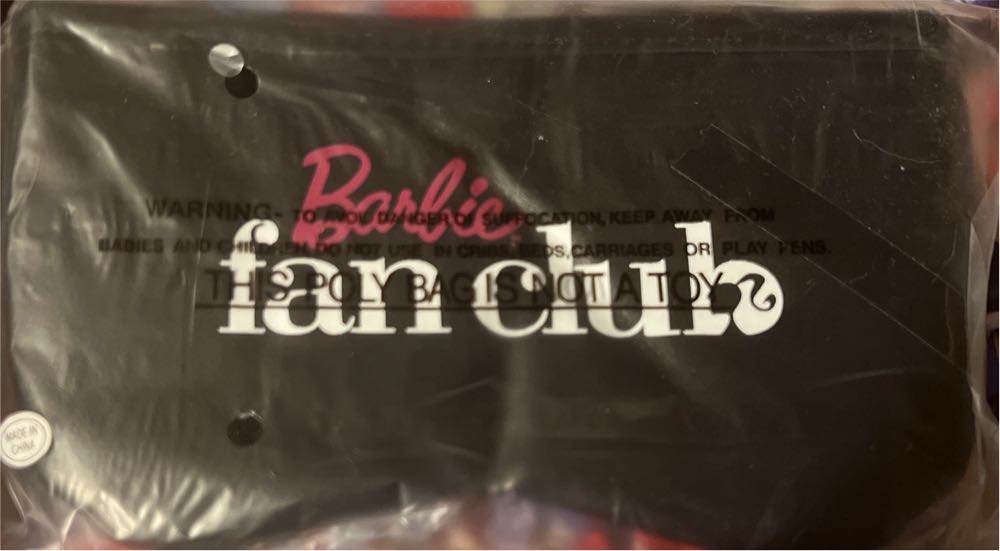 Barbie
WARNING- TO AVOID DANGER OF SUFFOCATION, KEEP AWAY FROM
BABIES AND CHILDREN DO NOT USE IN CRIBS, BEDS, CARRIAGES OR PLAY PENS.
fan club
THIS POLY BAG IS NOT A TOY
MADE IN
CHINA